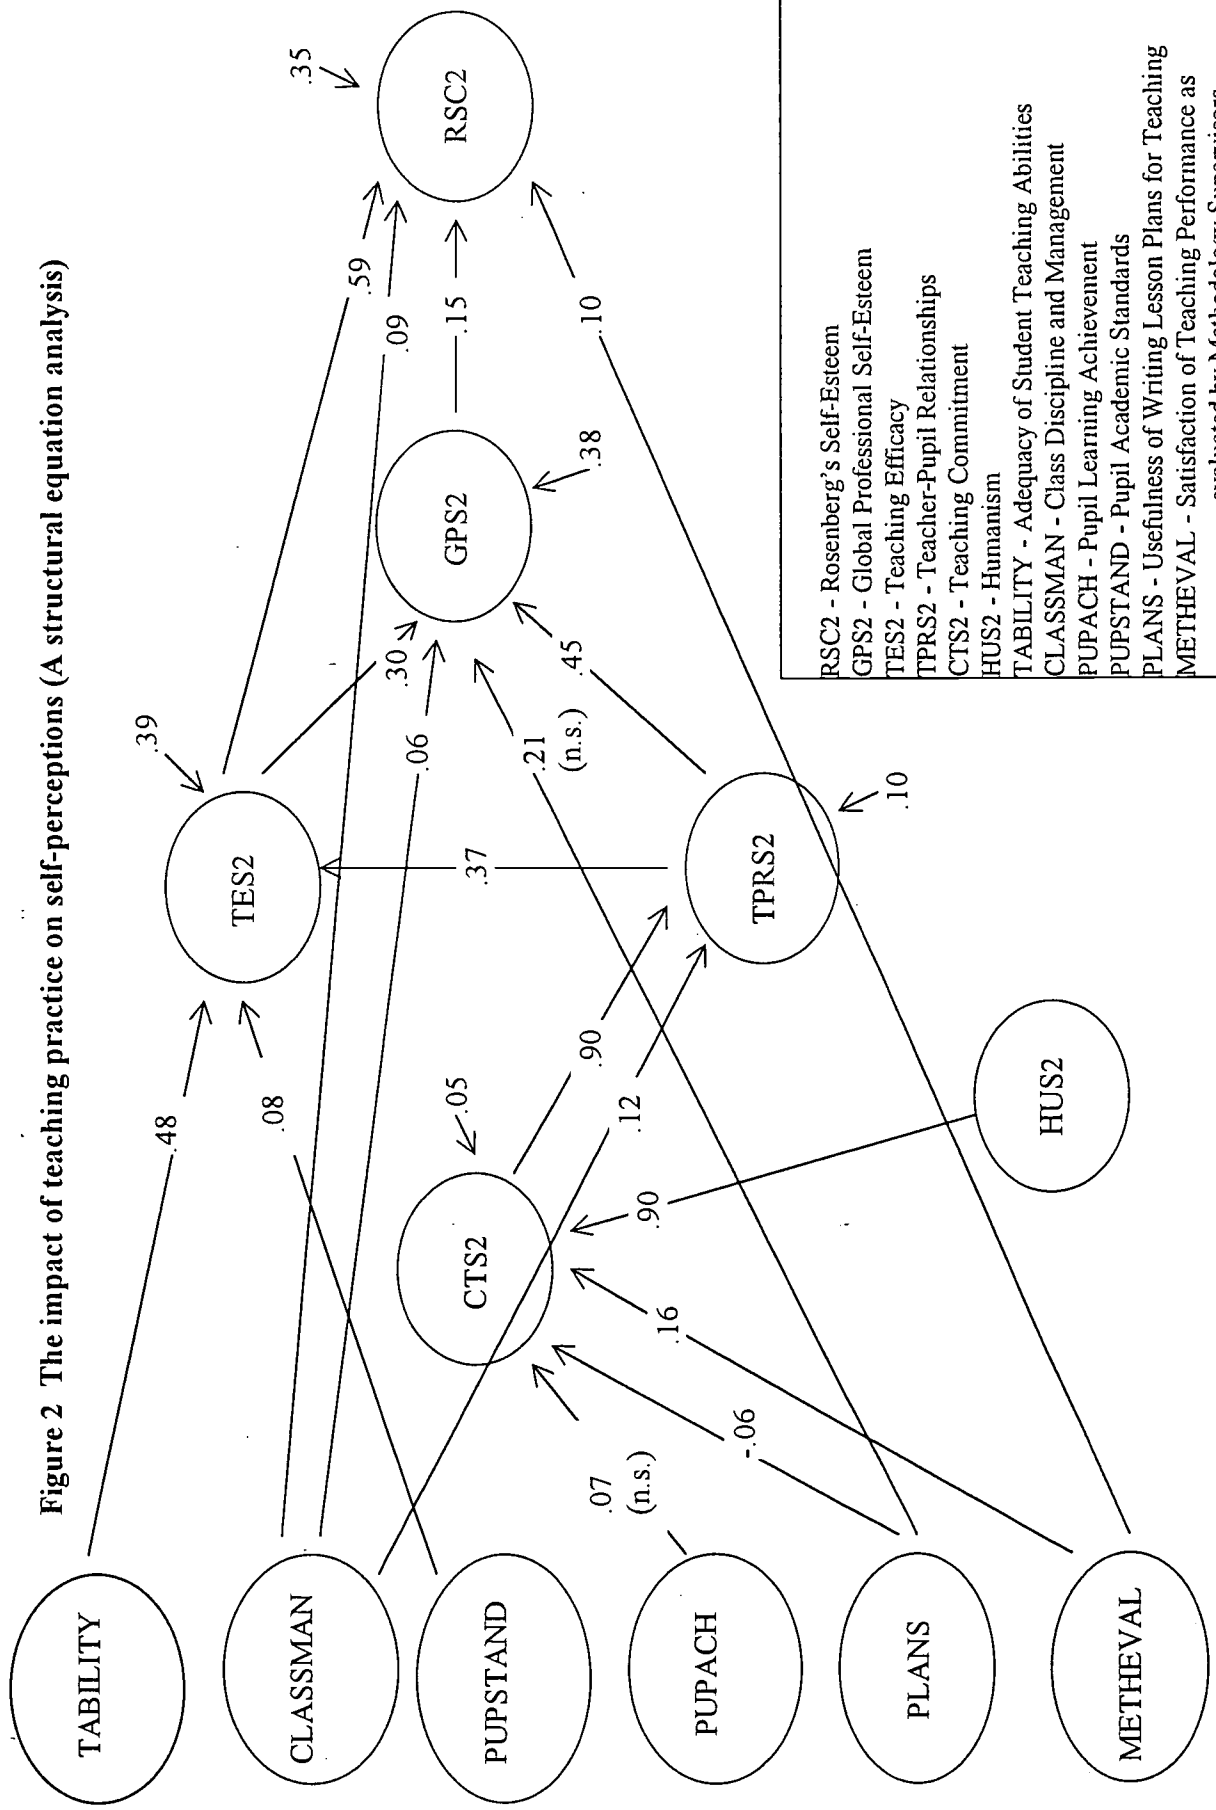 Figure 2 The impact of teaching practice on self-perceptions (A structural equation analysis)
TABILITY
CLASSMAN
PUPSTAND
PUPACH
PLANS
METHEVAL
.48
.08
.07
(n.s.)
-.06
.16
.90
CTS2
.05
HUS2
.90
.12
TES2
.39
.37
TPRS2
.10
.30
.06
.21
(n.s.)
.45
GPS2
.38
.59
.09
.15
.10
RSC2
.35
RSC2 - Rosenberg's Self-Esteem
GPS2 - Global Professional Self-Esteem
TES2 - Teaching Efficacy
TPRS2 - Teacher-Pupil Relationships
CTS2 - Teaching Commitment
HUS2 - Humanism
TABILITY - Adequacy of Student Teaching Abilities
CLASSMAN - Class Discipline and Management
PUPACH - Pupil Learning Achievement
PUPSTAND - Pupil Academic Standards
PLANS - Usefulness of Writing Lesson Plans for Teaching
METHEVAL - Satisfaction of Teaching Performance as
evaluated by Methodology Supervisors